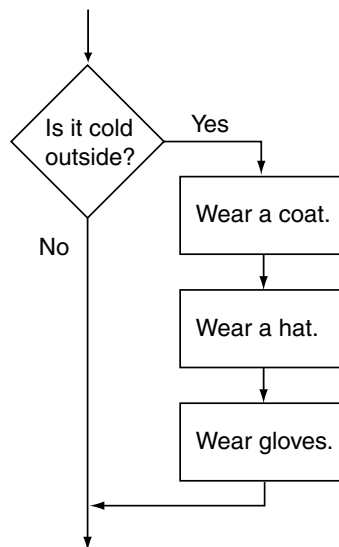 Is it cold
outside?
Yes
Wear a coat.
No
Wear a hat.
Wear gloves.